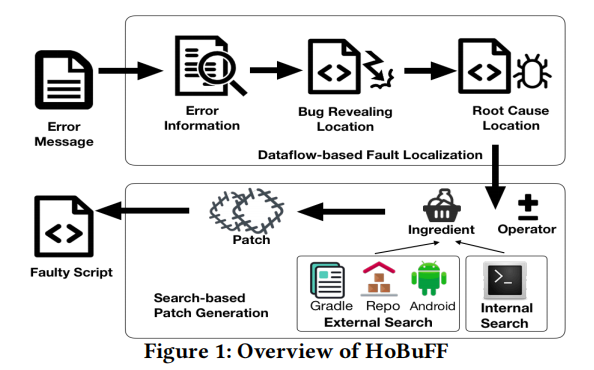 Error
Message
Error
Information
Bug Revealing
Location
Root Cause
Location
Dataflow-based Fault Localization
Faulty Script
Patch
Ingredient
Operator
Search-based
Patch Generation
Gradle Repo Android
External Search
>_
Internal
Search
Figure 1: Overview of HoBuFF